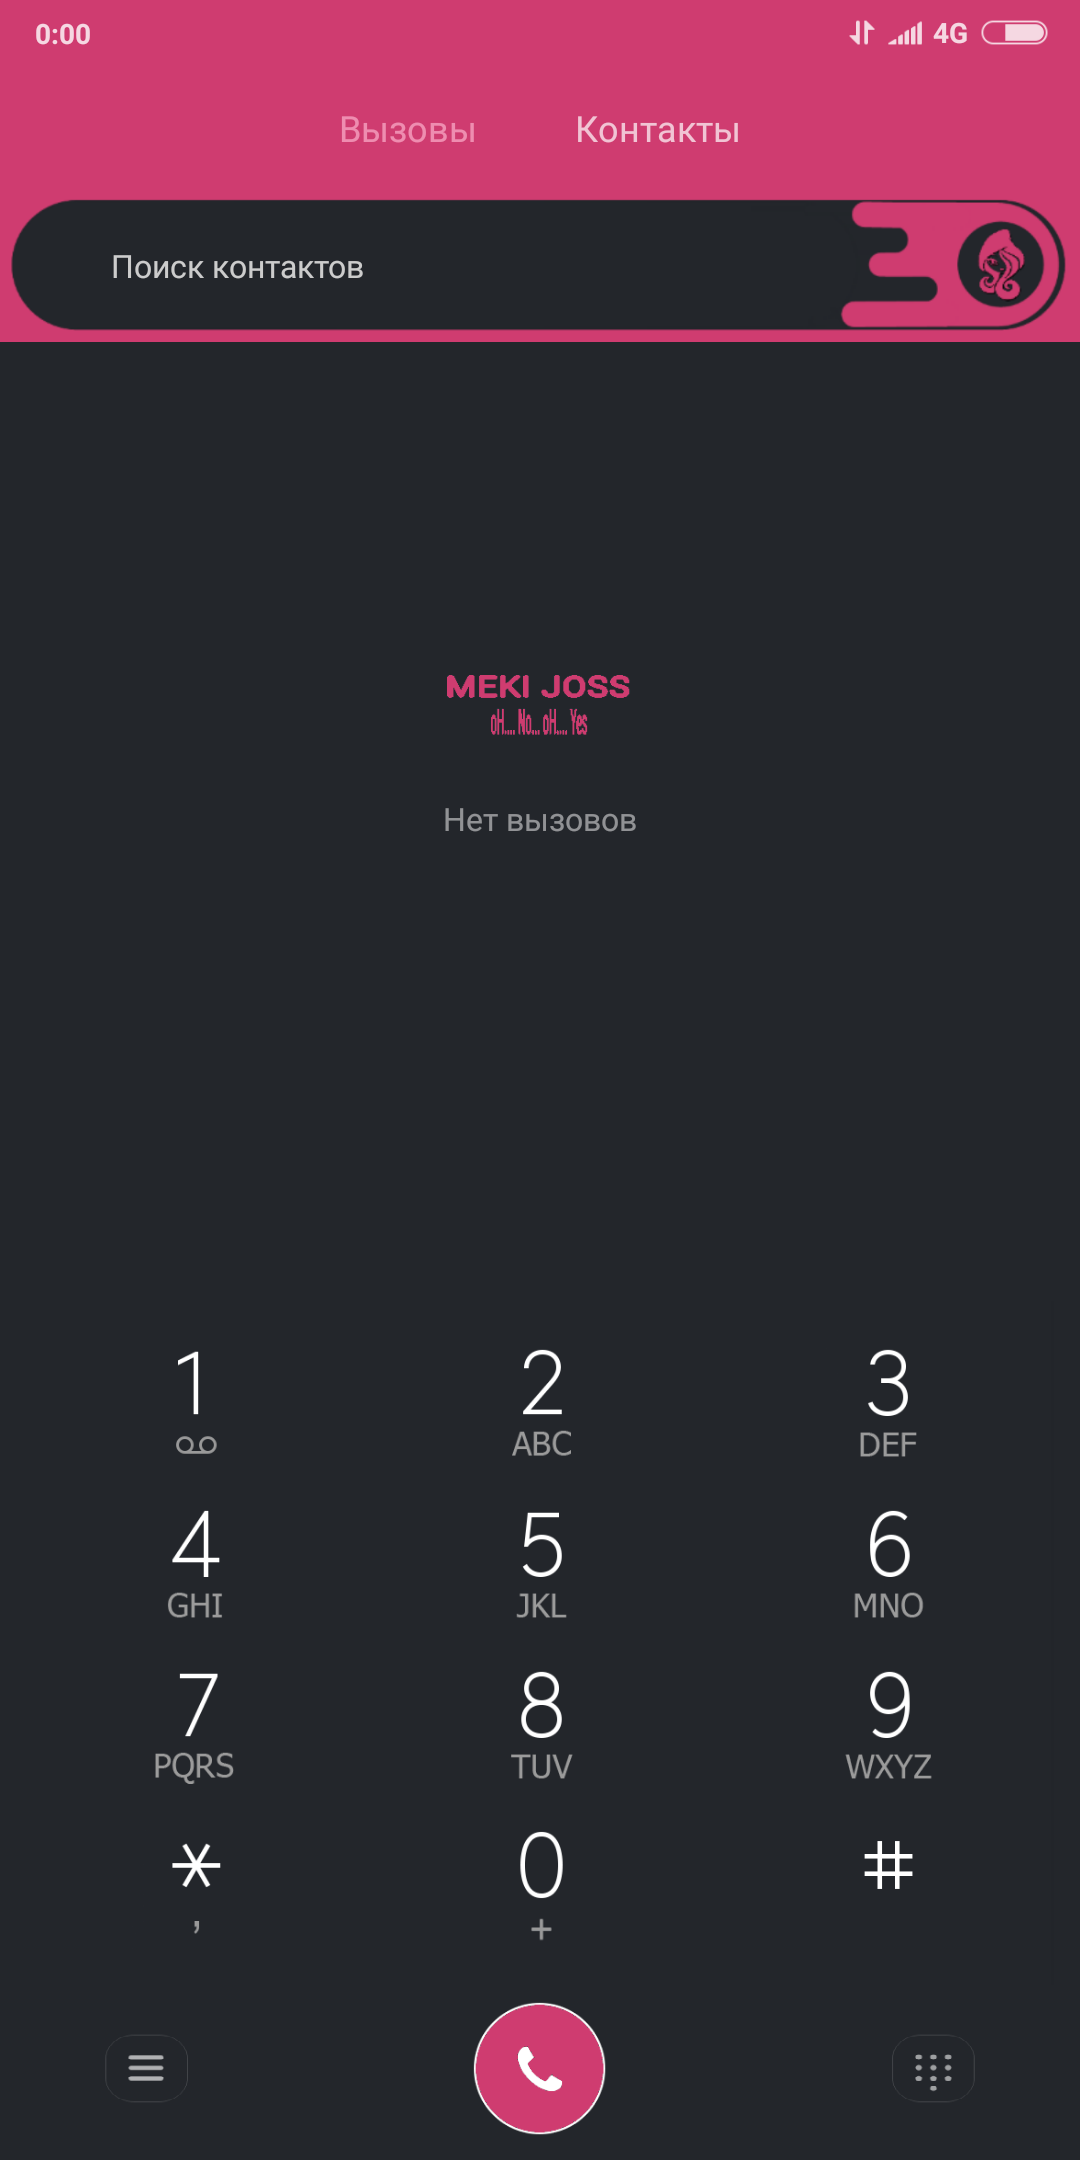 0:00 4G
Вызовы Контакты
Поиск контактов
MEKI JOSS
oH.... No... oH.... Yes
Нет вызовов
1 2 3
ABC DEF
4 5 6
GHI JKL MNO
7 8 9
PQRS TUV WXYZ
* 0 #
, +